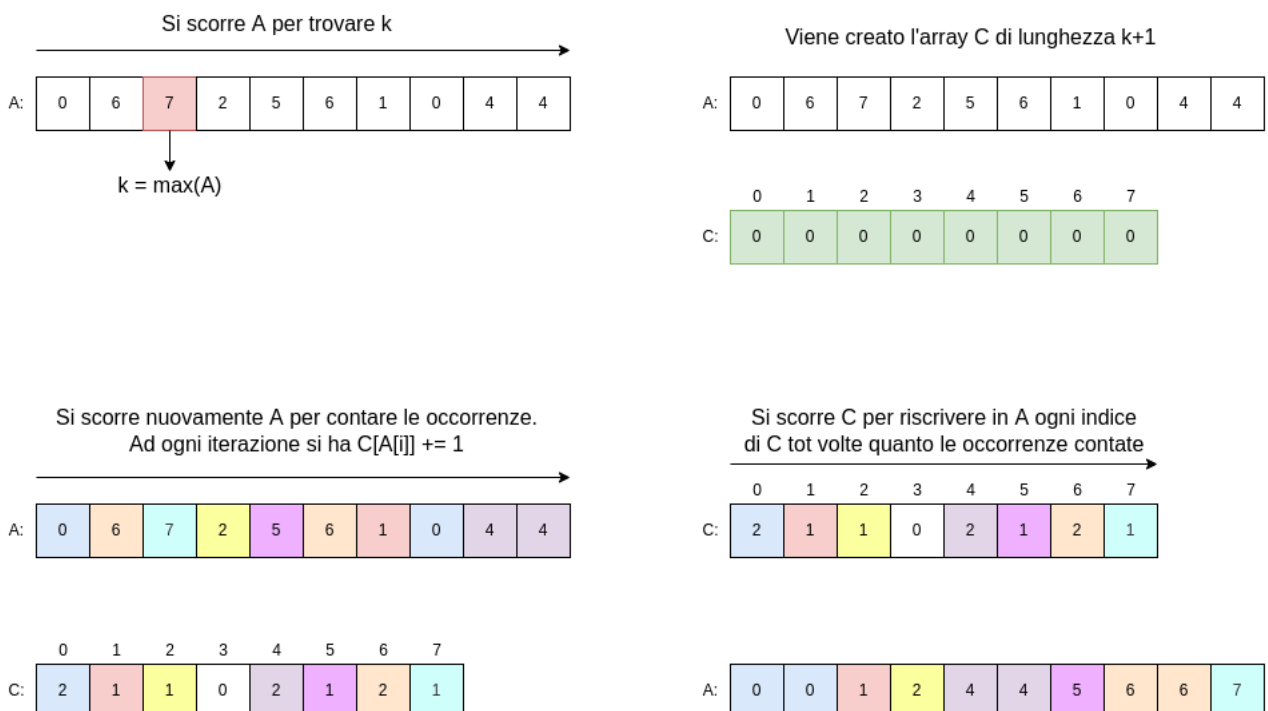 Si scorre A per trovare k
A: 0 6 7 2 5 6 1 0 4 4
k = max(A)
Viene creato l'array C di lunghezza k+1
A: 0 6 7 2 5 6 1 0 4 4
0 1 2 3 4 5 6 7
C: 0 0 0 0 0 0 0 0
Si scorre nuovamente A per contare le occorrenze.
Ad ogni iterazione si ha C[A[i]] += 1
A: 0 6 7 2 5 6 1 0 4 4
0 1 2 3 4 5 6 7
C: 2 1 1 0 2 1 2 1
Si scorre C per riscrivere in A ogni indice
di C tot volte quanto le occorrenze contate
0 1 2 3 4 5 6 7
C: 2 1 1 0 2 1 2 1
A: 0 0 1 2 4 4 5 6 6 7